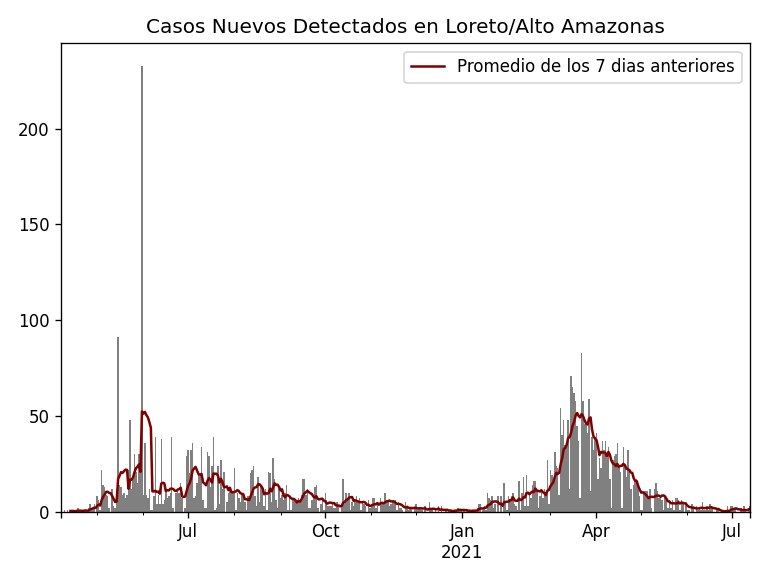 Casos Nuevos Detectados en Loreto/Alto Amazonas
Promedio de los 7 dias anteriores
200
150
100
50
0
Jul
Oct
Jan
2021
Apr
Jul